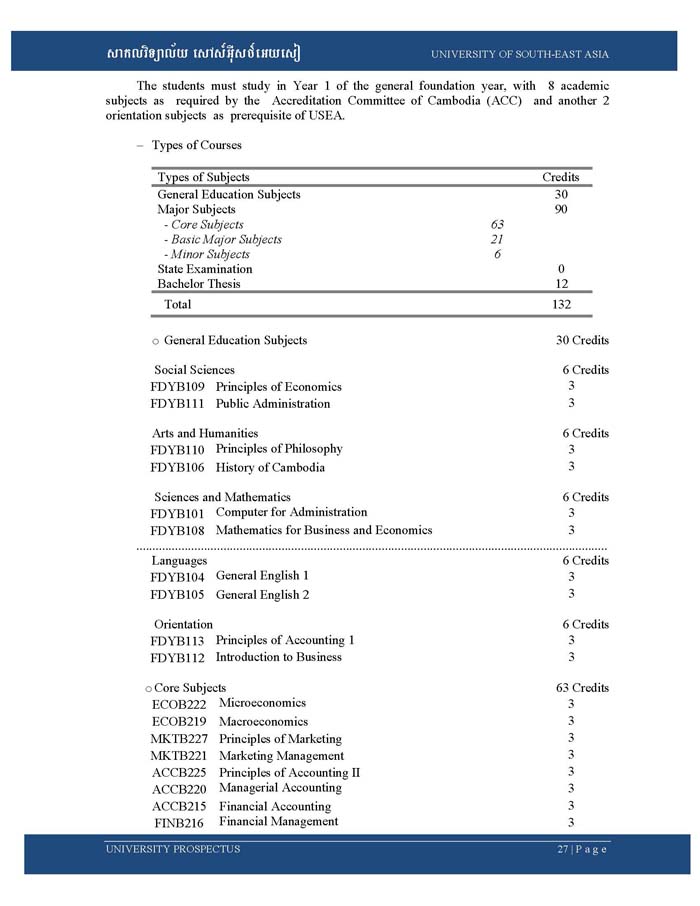 សាកលវិទ្យាល័យ សៅស៍អ៊ីសថ៍អេយសៀ UNIVERSITY OF SOUTH-EAST ASIA
The students must study in Year 1 of the general foundation year, with 8 academic
subjects as required by the Accreditation Committee of Cambodia (ACC) and another 2
orientation subjects as prerequisite of USEA.
– Types of Courses
Types of Subjects Credits
General Education Subjects 30
Major Subjects 90
- Core Subjects 63
- Basic Major Subjects 21
- Minor Subjects 6
State Examination 0
Bachelor Thesis 12
Total 132
o General Education Subjects 30 Credits
Social Sciences 6 Credits
FDYB109 Principles of Economics 3
FDYB111 Public Administration 3
Arts and Humanities 6 Credits
FDYB110 Principles of Philosophy 3
FDYB106 History of Cambodia 3
Sciences and Mathematics 6 Credits
FDYB101 Computer for Administration 3
FDYB108 Mathematics for Business and Economics 3
Languages 6 Credits
FDYB104 General English 1 3
FDYB105 General English 2 3
Orientation 6 Credits
FDYB113 Principles of Accounting 1 3
FDYB112 Introduction to Business 3
o Core Subjects 63 Credits
ECOB222 Microeconomics 3
ECOB219 Macroeconomics 3
MKTB227 Principles of Marketing 3
MKTB221 Marketing Management 3
ACCB225 Principles of Accounting II 3
ACCB220 Managerial Accounting 3
ACCB215 Financial Accounting 3
FINB216 Financial Management 3
UNIVERSITY PROSPECTUS 27 | P a g e